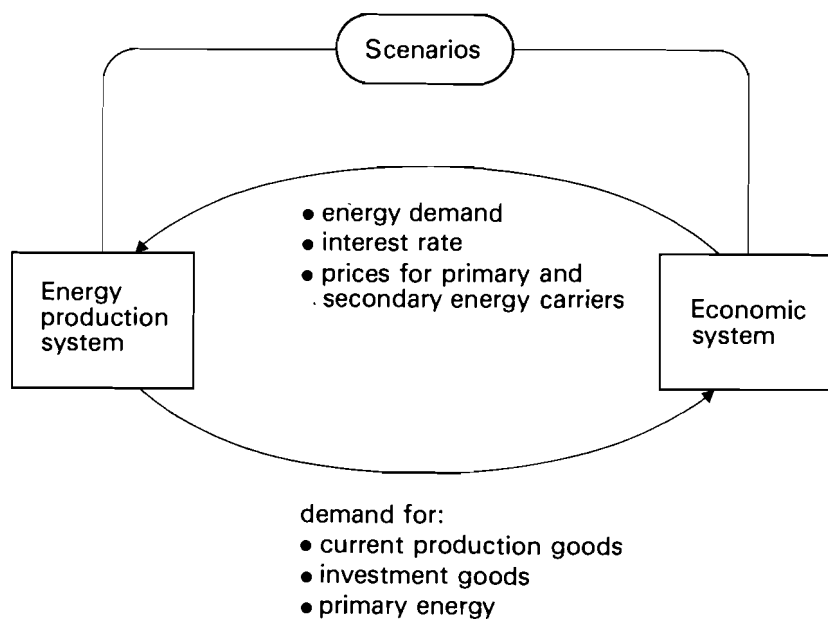 Scenarios
• energy demand
• interest rate
• prices for primary and
secondary energy carriers
Energy
production
system
Economic
system
demand for:
• current production goods
• investment goods
• primary energy